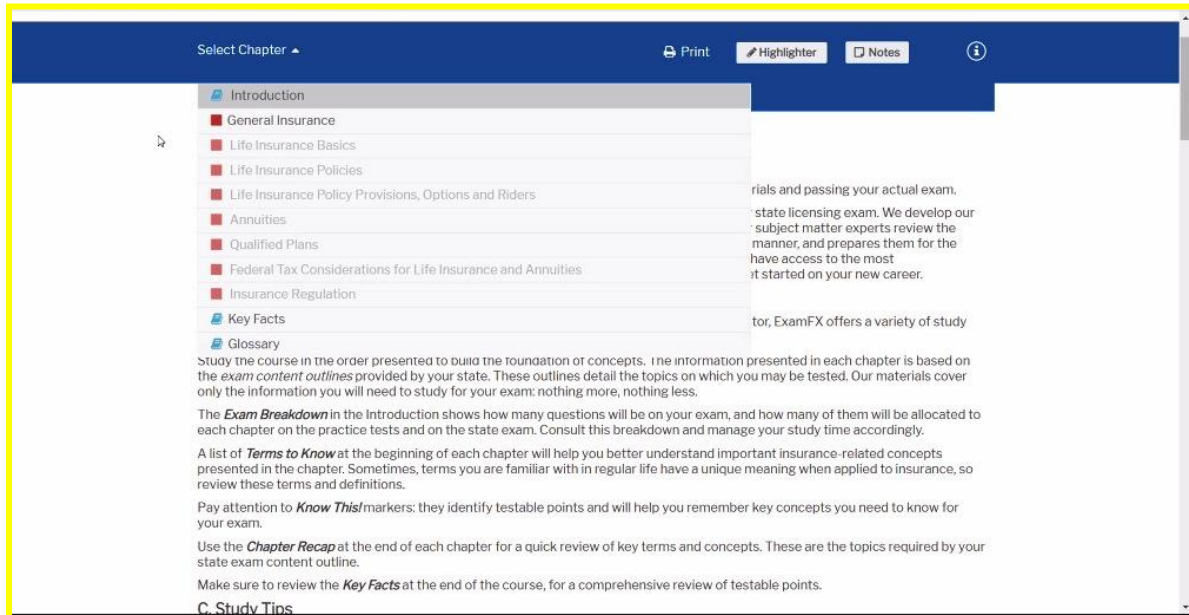 Select Chapter
Print
Highlighter
Notes
Introduction
General Insurance
Life Insurance Basics
Life Insurance Policies
Life Insurance Policy Provisions, Options and Riders
Annuities
Qualified Plans
Federal Tax Considerations for Life Insurance and Annuities
Insurance Regulation
Key Facts
Glossary
rials and passing your actual exam.
state licensing exam. We develop our
subject matter experts review the
manner, and prepares them for the
have access to the most
et started on your new career.
tor, ExamFX offers a variety of study
Study the course in the order presented to build the foundation of concepts. The information presented in each chapter is based on
the exam content outlines provided by your state. These outlines detail the topics on which you may be tested. Our materials cover
only the information you will need to study for your exam: nothing more, nothing less.
The Exam Breakdown in the Introduction shows how many questions will be on your exam, and how many of them will be allocated to
each chapter on the practice tests and on the state exam. Consult this breakdown and manage your study time accordingly.
A list of Terms to Know at the beginning of each chapter will help you better understand important insurance-related concepts
presented in the chapter. Sometimes, terms you are familiar with in regular life have a unique meaning when applied to insurance, so
review these terms and definitions.
Pay attention to Know This! markers: they identify testable points and will help you remember key concepts you need to know for
your exam.
Use the Chapter Recap at the end of each chapter for a quick review of key terms and concepts. These are the topics required by your
state exam content outline.
Make sure to review the Key Facts at the end of the course, for a comprehensive review of testable points.
C. Study Tips